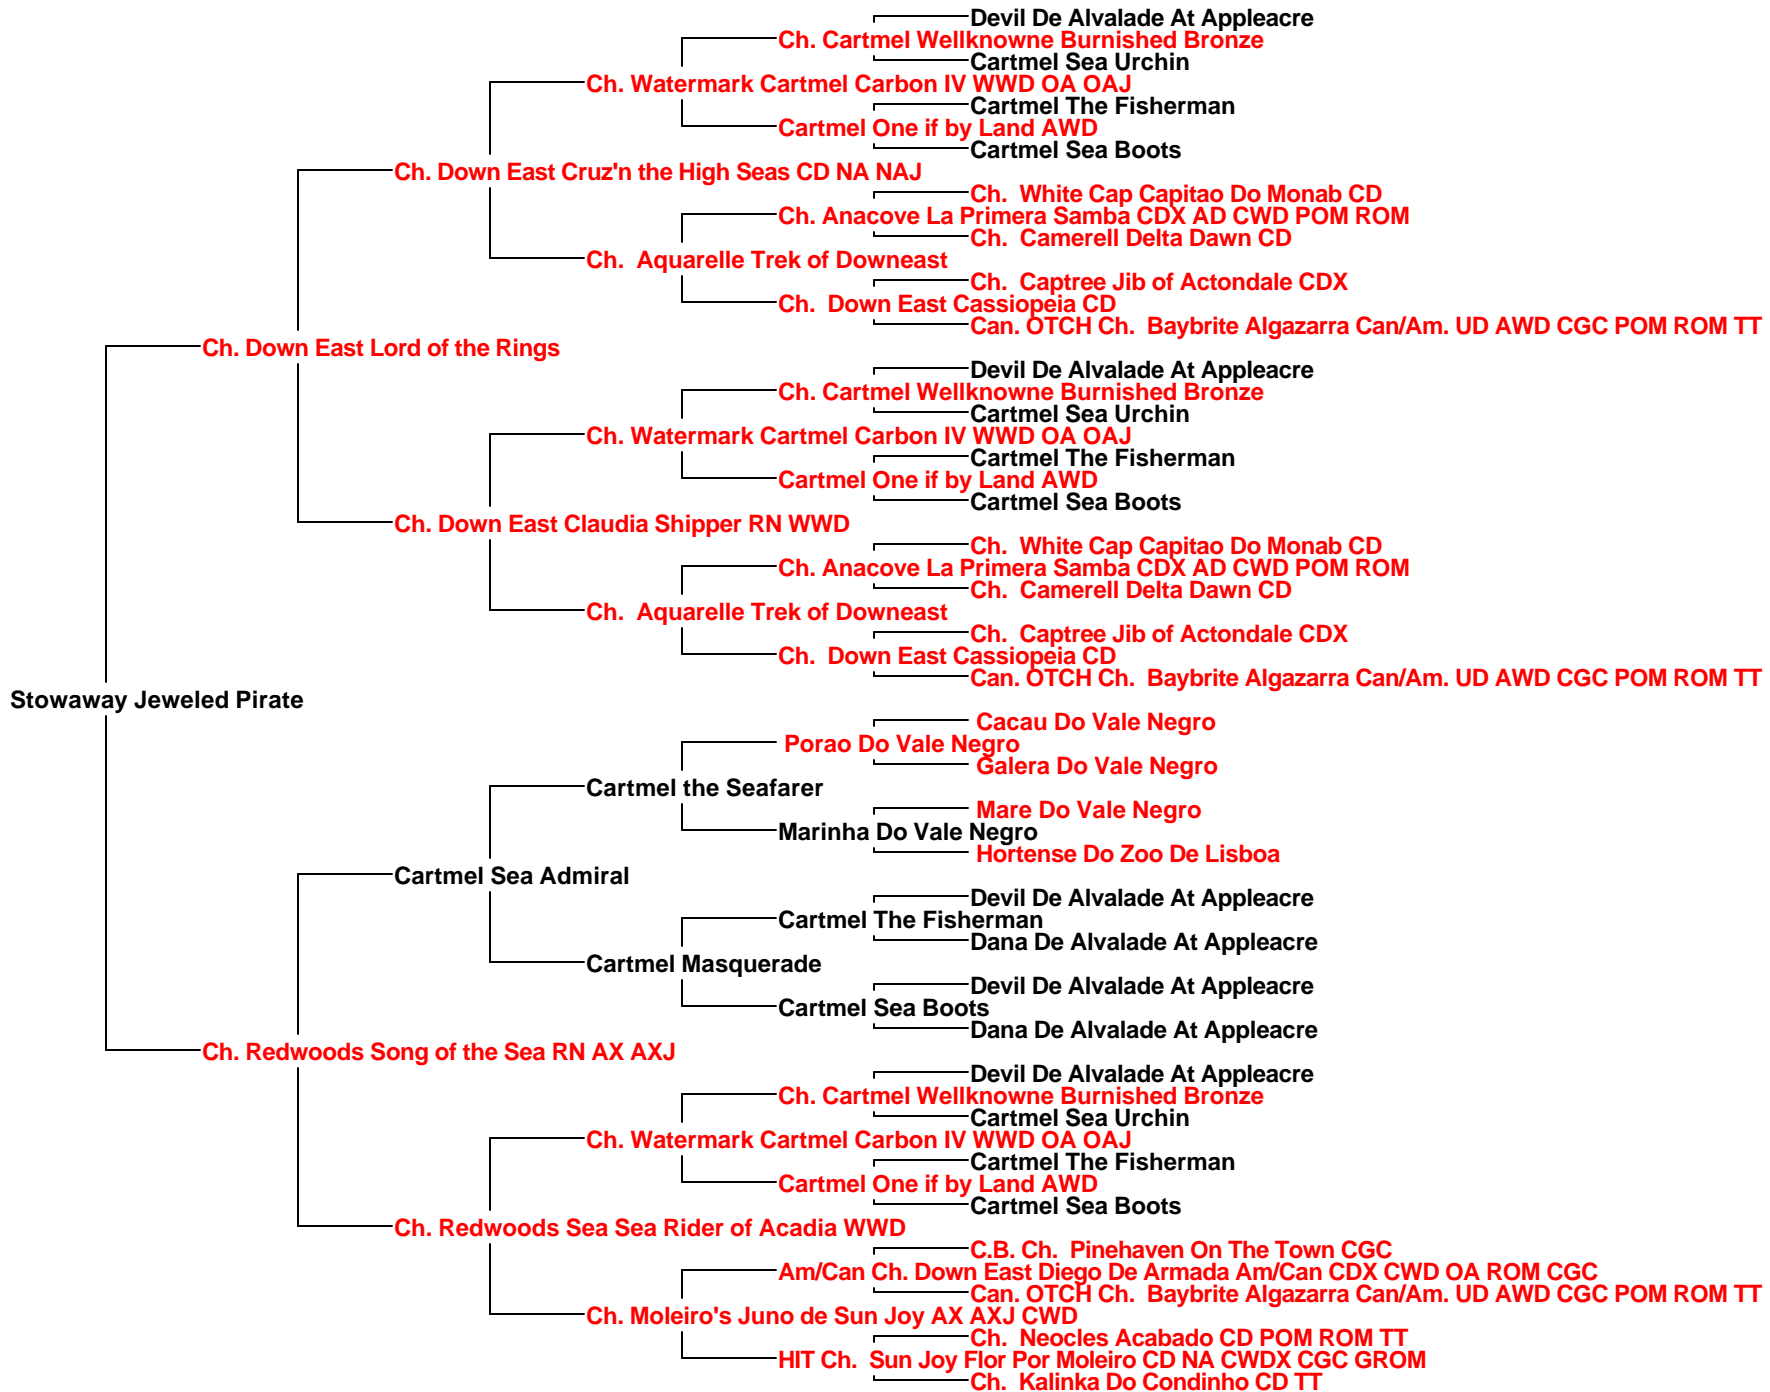 Devil De Alvalade At Appleacre
Ch. Cartmel Wellknowne Burnished Bronze
Cartmel Sea Urchin
Ch. Watermark Cartmel Carbon IV WWD OA OAJ
Cartmel The Fisherman
Cartmel One if by Land AWD
Cartmel Sea Boots
Ch. Down East Cruz'n the High Seas CD NA NAJ
Ch. White Cap Capitao Do Monab CD
Ch. Anacove La Primera Samba CDX AD CWD POM ROM
Ch. Camerell Delta Dawn CD
Ch. Aquarelle Trek of Downeast
Ch. Captree Jib of Actondale CDX
Ch. Down East Cassiopeia CD
Can. OTCH Ch. Baybrite Algazarra Can/Am. UD AWD CGC POM ROM TT
Ch. Down East Lord of the Rings
Devil De Alvalade At Appleacre
Ch. Cartmel Wellknowne Burnished Bronze
Cartmel Sea Urchin
Ch. Watermark Cartmel Carbon IV WWD OA OAJ
Cartmel The Fisherman
Cartmel One if by Land AWD
Cartmel Sea Boots
Ch. Down East Claudia Shipper RN WWD
Ch. White Cap Capitao Do Monab CD
Ch. Anacove La Primera Samba CDX AD CWD POM ROM
Ch. Camerell Delta Dawn CD
Ch. Aquarelle Trek of Downeast
Ch. Captree Jib of Actondale CDX
Ch. Down East Cassiopeia CD
Can. OTCH Ch. Baybrite Algazarra Can/Am. UD AWD CGC POM ROM TT
Stowaway Jeweled Pirate
Cacau Do Vale Negro
Porao Do Vale Negro
Galera Do Vale Negro
Cartmel the Seafarer
Mare Do Vale Negro
Marinha Do Vale Negro
Hortense Do Zoo De Lisboa
Cartmel Sea Admiral
Devil De Alvalade At Appleacre
Cartmel The Fisherman
Dana De Alvalade At Appleacre
Cartmel Masquerade
Devil De Alvalade At Appleacre
Cartmel Sea Boots
Dana De Alvalade At Appleacre
Ch. Redwoods Song of the Sea RN AX AXJ
Devil De Alvalade At Appleacre
Ch. Cartmel Wellknowne Burnished Bronze
Cartmel Sea Urchin
Ch. Watermark Cartmel Carbon IV WWD OA OAJ
Cartmel The Fisherman
Cartmel One if by Land AWD
Cartmel Sea Boots
Ch. Redwoods Sea Sea Rider of Acadia WWD
C.B. Ch. Pinehaven On The Town CGC
Am/Can Ch. Down East Diego De Armada Am/Can CDX CWD OA ROM CGC
Can. OTCH Ch. Baybrite Algazarra Can/Am. UD AWD CGC POM ROM TT
Ch. Moleiro's Juno de Sun Joy AX AXJ CWD
Ch. Neocles Acabado CD POM ROM TT
HIT Ch. Sun Joy Flor Por Moleiro CD NA CWDX CGC GROM
Ch. Kalinka Do Condinho CD TT